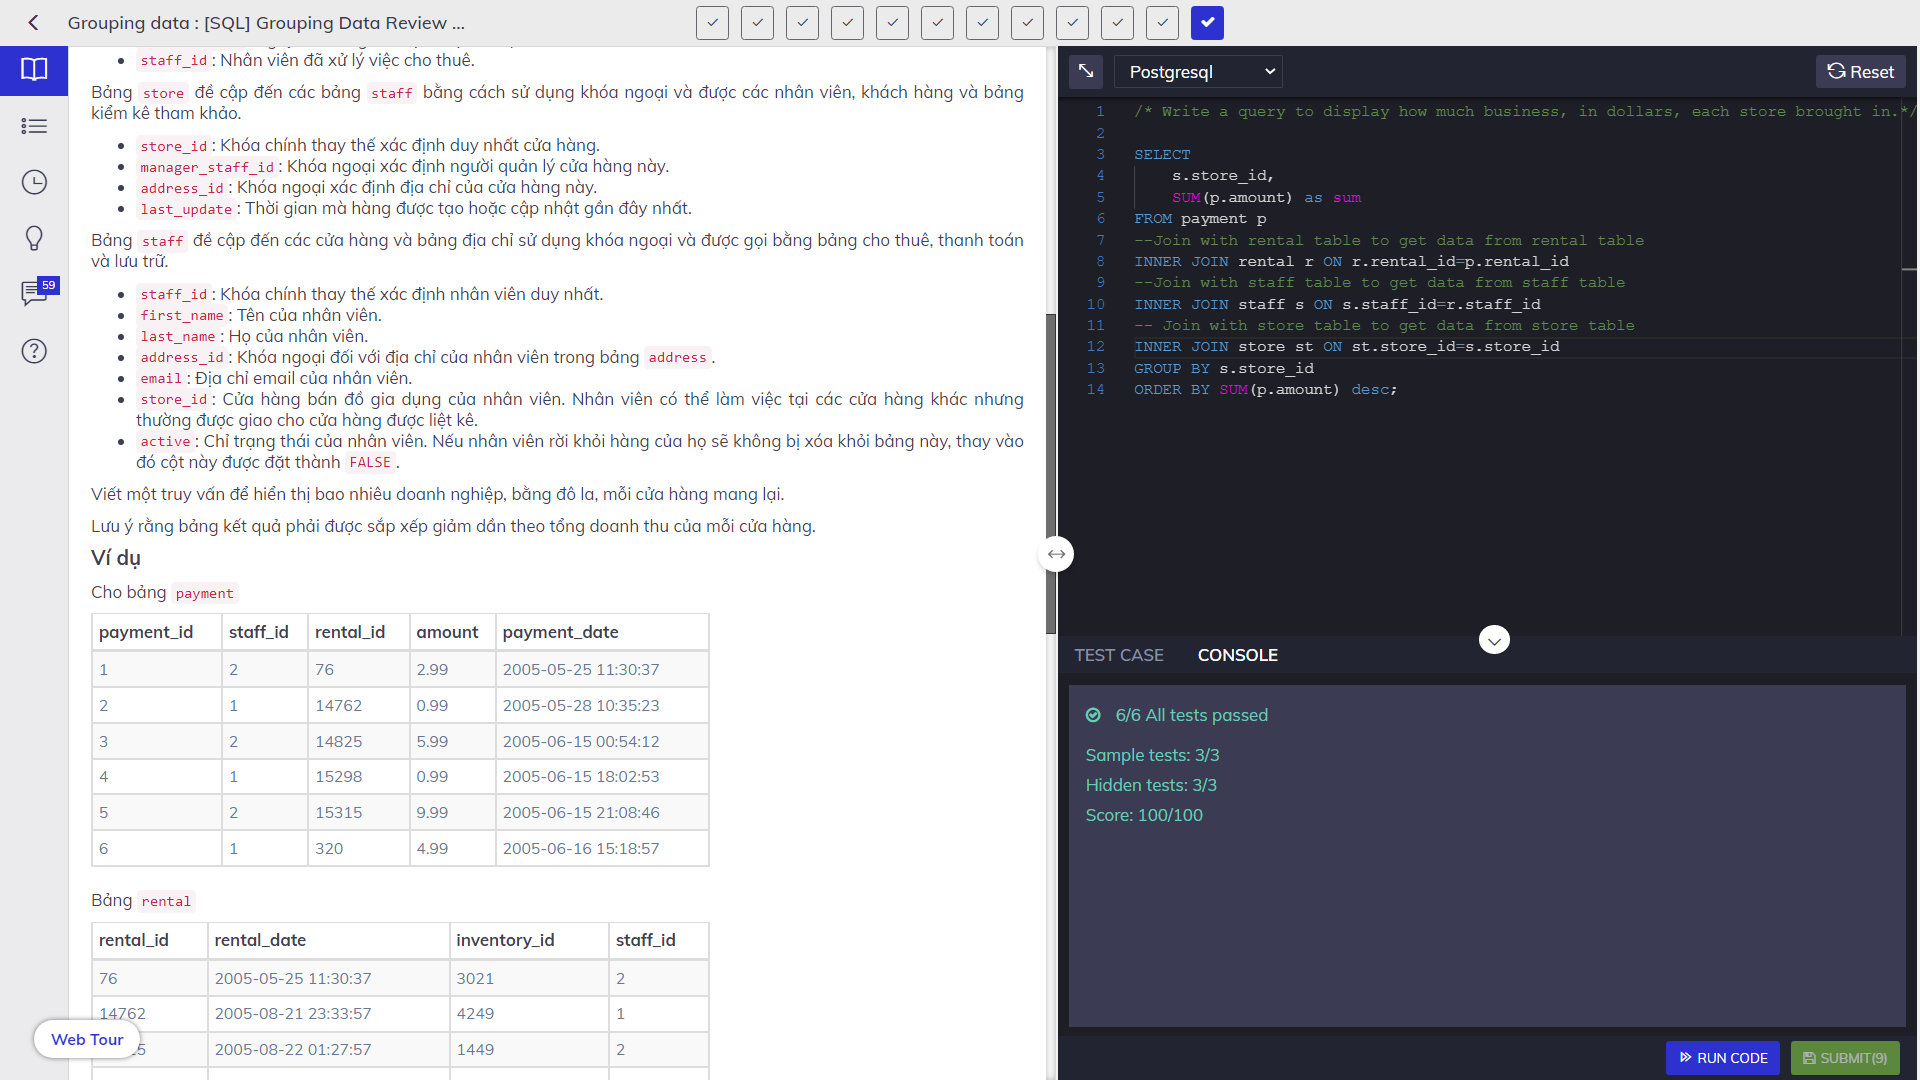 Grouping data : [SQL] Grouping Data Review ...
staff_id : Nhân viên đã xử lý việc cho thuê.
Bảng store đề cập đến các bảng staff bằng cách sử dụng khóa ngoại và được các nhân viên, khách hàng và bảng
kiểm kê tham khảo.
store_id : Khóa chính thay thế xác định duy nhất cửa hàng.
manager_staff_id : Khóa ngoại xác định người quản lý cửa hàng này.
address_id : Khóa ngoại xác định địa chỉ của cửa hàng này.
last_update : Thời gian mà hàng được tạo hoặc cập nhật gần đây nhất.
Bảng staff đề cập đến các cửa hàng và bảng địa chỉ sử dụng khóa ngoại và được gọi bằng bảng cho thuê, thanh toán
và lưu trữ.
staff_id : Khóa chính thay thế xác định nhân viên duy nhất.
first_name : Tên của nhân viên.
last_name : Họ của nhân viên.
address_id : Khóa ngoại đối với địa chỉ của nhân viên trong bảng address .
email : Địa chỉ email của nhân viên.
store_id : Cửa hàng bán đồ gia dụng của nhân viên. Nhân viên có thể làm việc tại các cửa hàng khác nhưng
thường được giao cho cửa hàng được liệt kê.
active : Chỉ trạng thái của nhân viên. Nếu nhân viên rời khỏi hàng của họ sẽ không bị xóa khỏi bảng này, thay vào
đó cột này được đặt thành FALSE .
Viết một truy vấn để hiển thị bao nhiêu doanh nghiệp, bằng đô la, mỗi cửa hàng mang lại.
Lưu ý rằng bảng kết quả phải được sắp xếp giảm dần theo tổng doanh thu của mỗi cửa hàng.
Ví dụ
Cho bảng payment
payment_id staff_id rental_id amount payment_date
1 2 76 2.99 2005-05-25 11:30:37
2 1 14762 0.99 2005-05-28 10:35:23
3 2 14825 5.99 2005-06-15 00:54:12
4 1 15298 0.99 2005-06-15 18:02:53
5 2 15315 9.99 2005-06-15 21:08:46
6 1 320 4.99 2005-06-16 15:18:57
Bảng rental
rental_id rental_date inventory_id staff_id
76 2005-05-25 11:30:37 3021 2
14762 2005-08-21 23:33:57 4249 1
2005-08-22 01:27:57 1449 2
59
Web Tour
Postgresql
Reset
1 /* Write a query to display how much business, in dollars, each store brought in.*/
2
3 SELECT
4 s.store_id,
5 SUM(p.amount) as sum
6 FROM payment p
7 --Join with rental table to get data from rental table
8 INNER JOIN rental r ON r.rental_id=p.rental_id
9 --Join with staff table to get data from staff table
10 INNER JOIN staff s ON s.staff_id=r.staff_id
11 -- Join with store table to get data from store table
12 INNER JOIN store st ON st.store_id=s.store_id
13 GROUP BY s.store_id
14 ORDER BY SUM(p.amount) desc;
TEST CASE CONSOLE
6/6 All tests passed
Sample tests: 3/3
Hidden tests: 3/3
Score: 100/100
RUN CODE
SUBMIT(9)